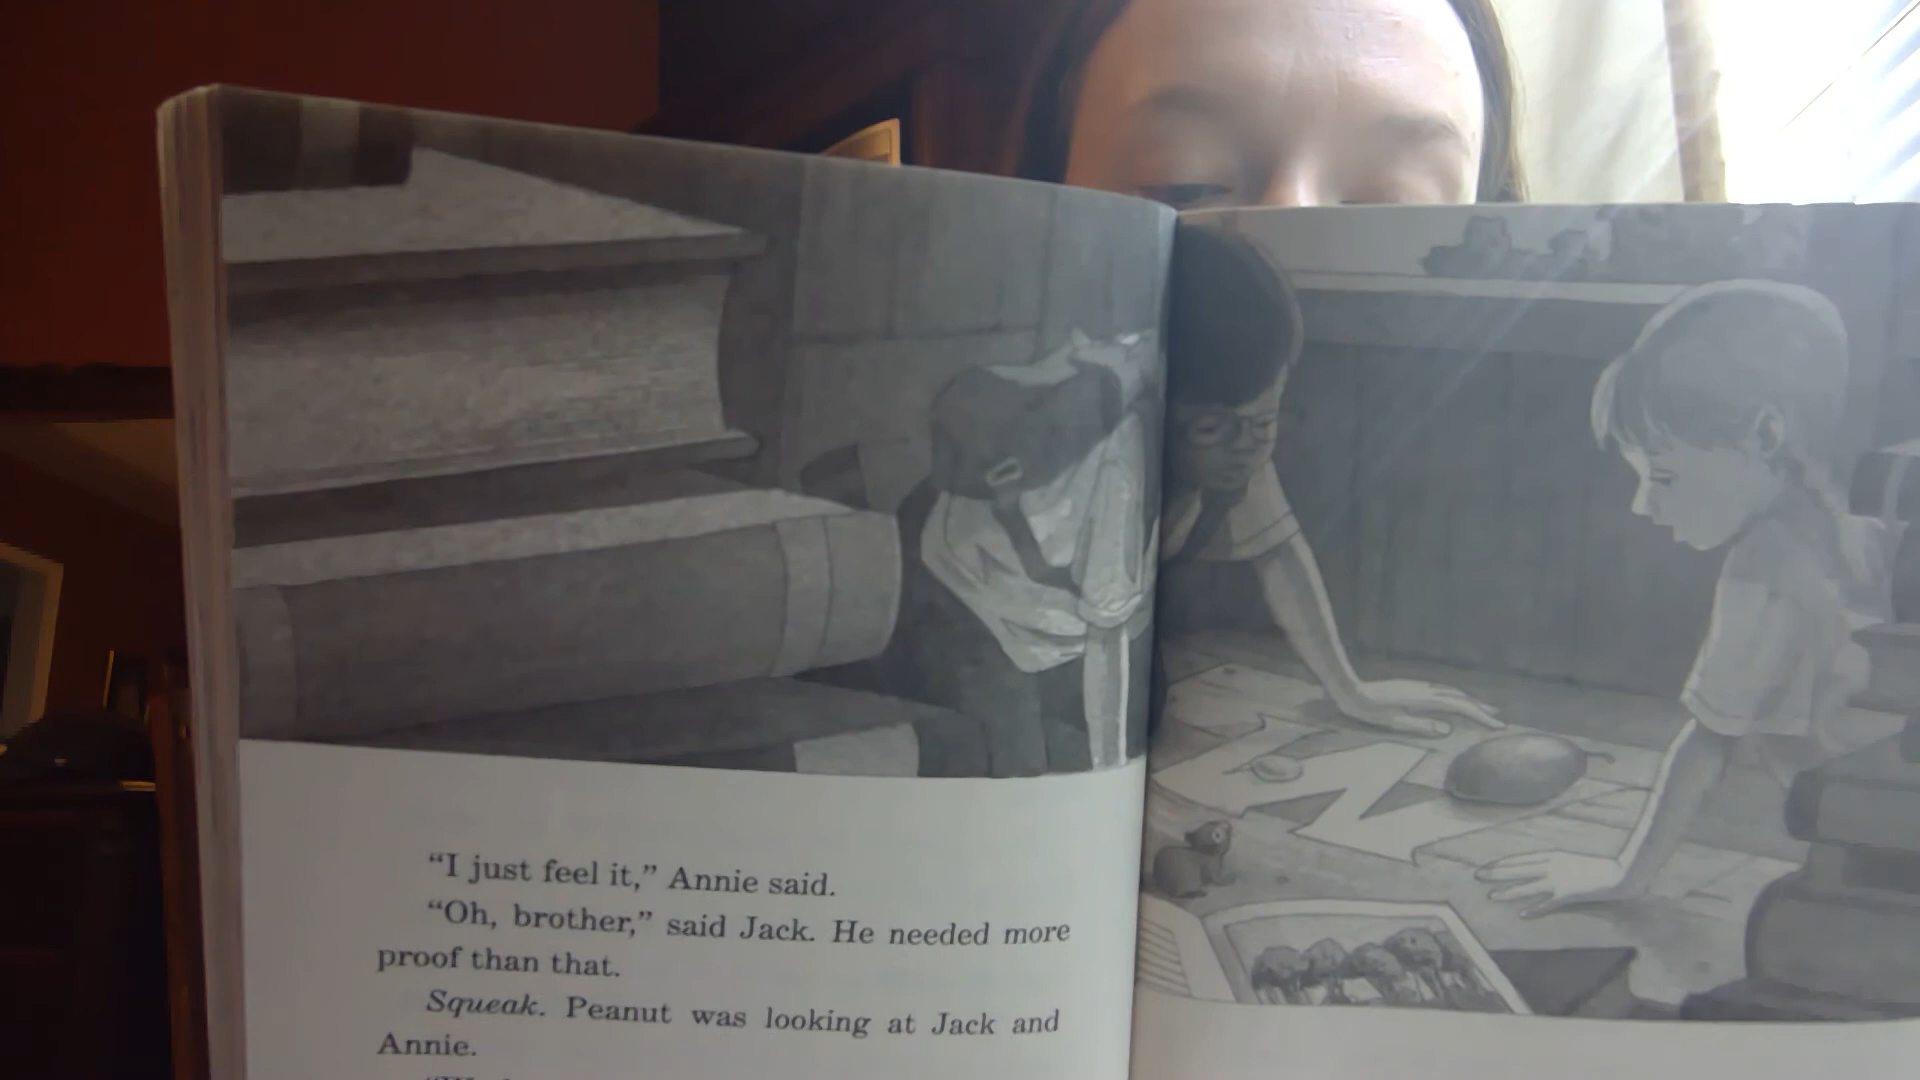 “I just feel it,” Annie said.
“Oh, brother,” said Jack. He needed more
proof than that.
Squeak. Peanut was looking at Jack and
Annie.